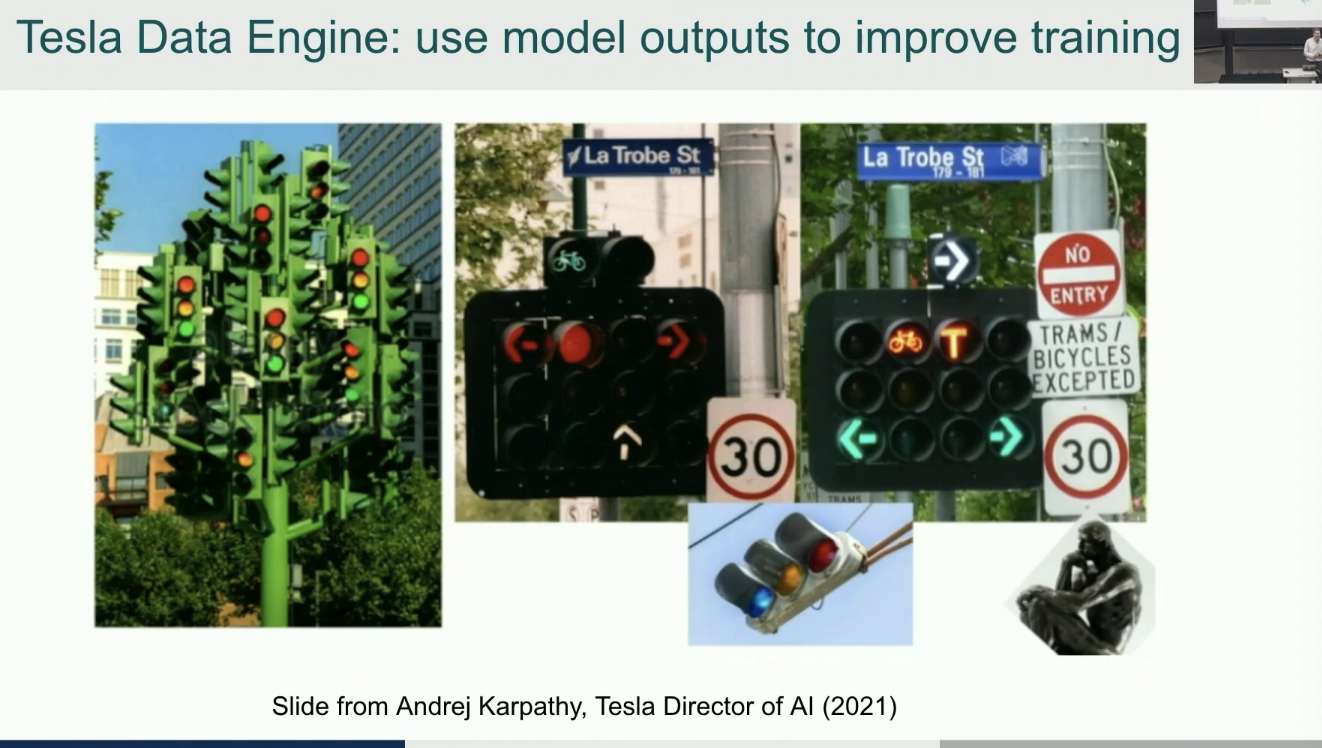 Tesla Data Engine: use model outputs to improve training
La Trobe St
179 - 181
La Trobe St
179 - 181
NO
ENTRY
T
TRAMS /
BICYCLES
EXCEPTED
30
30
TRAMS
Slide from Andrej Karpathy, Tesla Director of AI (2021)